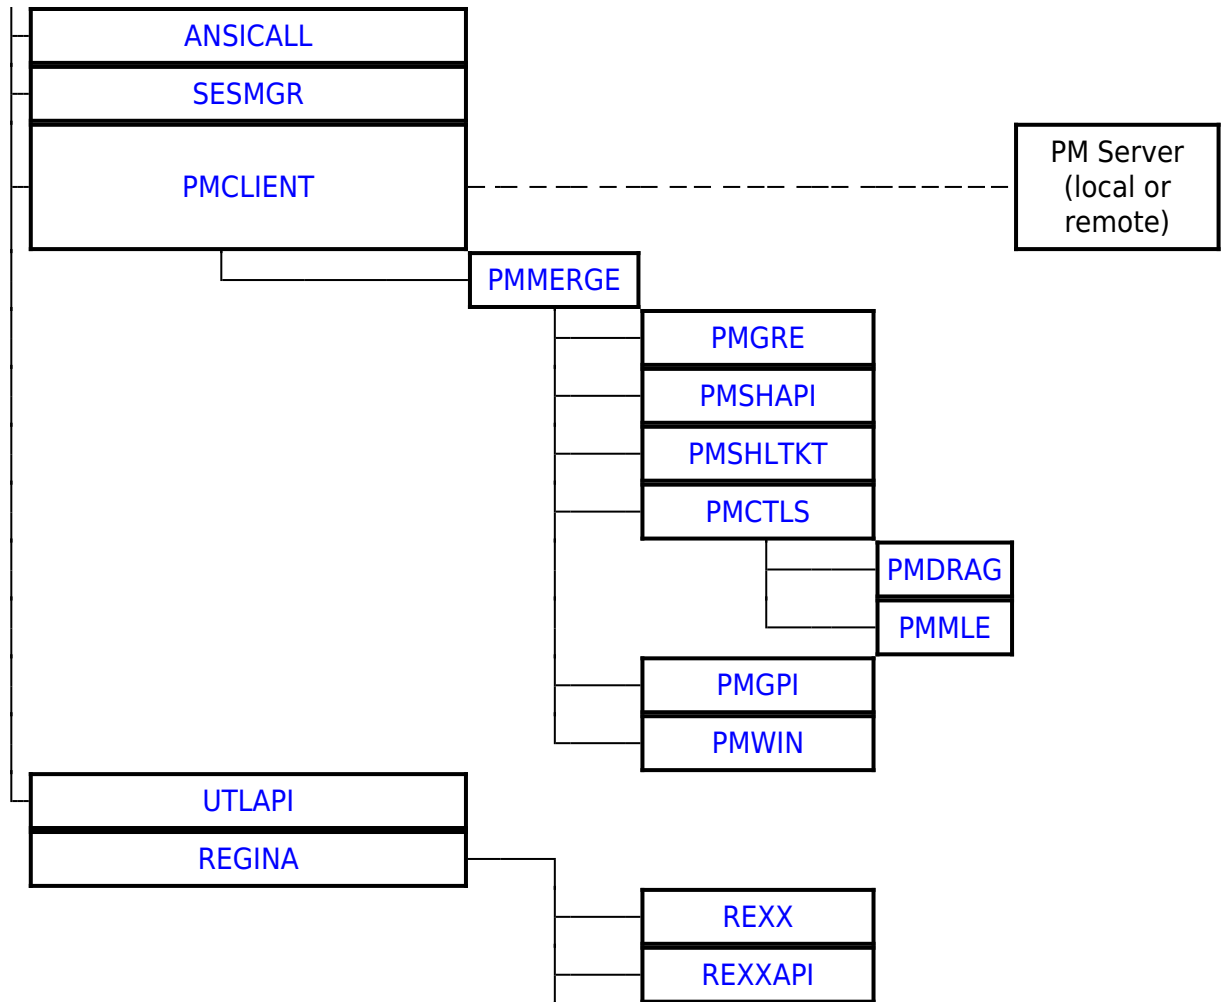 ANSICALL
SESMGR
PMCLIENT
PM Server
(local or
remote)
PMMERGE
PMGRE
PMSHAPI
PMSHLTKT
PMCTLS
PMDRAG
PMMLE
PMGPI
PMWIN
UTLAPI
REGINA
REXX
REXXAPI